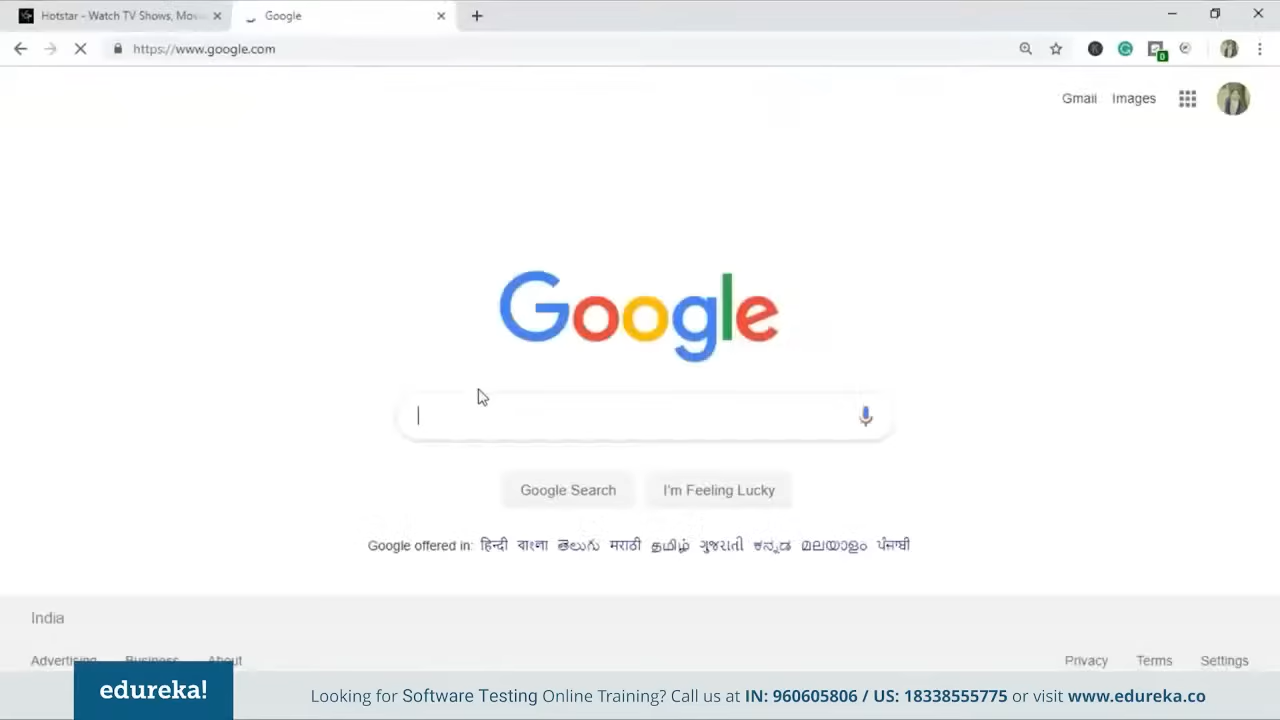 Hotstar - Watch TV Shows, Mov
Google
https://www.google.com
Gmail Images
Google
Google Search I'm Feeling Lucky
Google offered in: हिन्दी বাংলা తెలుగు मराठी தமிழ் ગુજરાતી ಕನ್ನಡ മലയാളം ਪੰਜਾਬੀ
India
Advertising Business About Privacy Terms Settings
edureka!
Looking for Software Testing Online Training? Call us at IN: 960605806 / US: 18338555775 or visit www.edureka.co